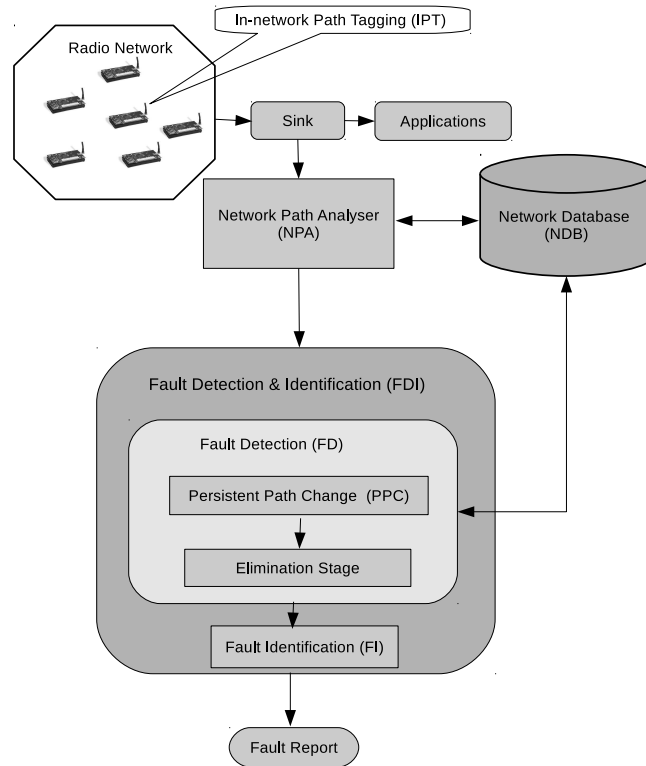 In-network Path Tagging (IPT)
Radio Network
Sink
Applications
Network Path Analyser
(NPA)
Network Database
(NDB)
Fault Detection & Identification (FDI)
Fault Detection (FD)
Persistent Path Change (PPC)
Elimination Stage
Fault Identification (FI)
Fault Report